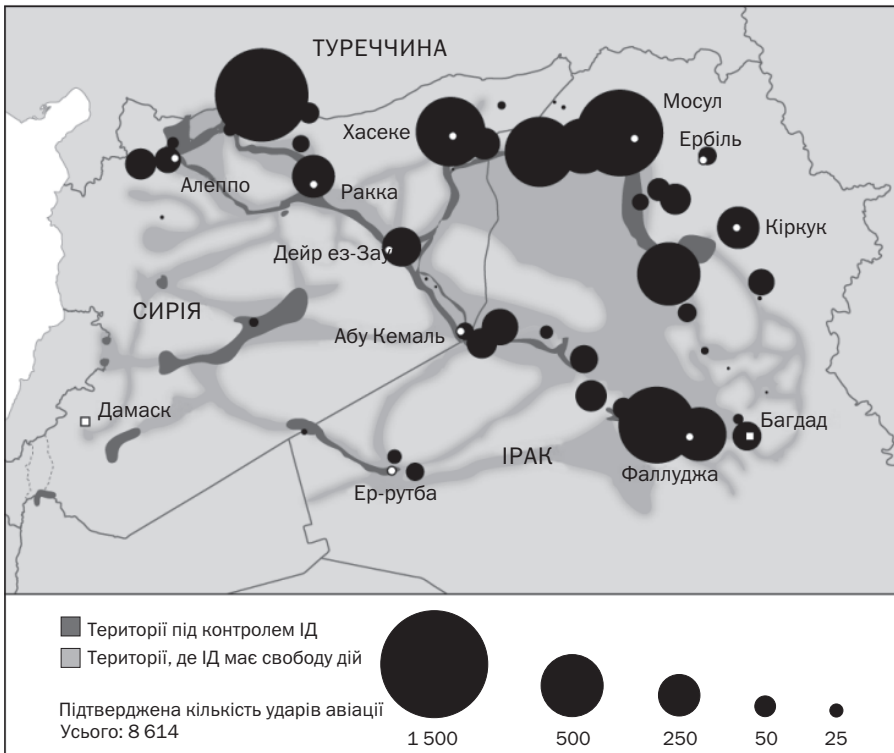 ТУРЕЧЧИНА
Мосул
Хасеке
Ербіль
Алеппо
Ракка
Кіркук
Дейр ез-Зау
СИРІЯ
Абу Кемаль
Дамаск
Багдад
ІРАК
Фаллуджа
Ер-рутба
Території під контролем ІД
Території, де ІД має свободу дій
Підтверджена кількість ударів авіації
Усього: 8 614
1 500
500
250
50
25